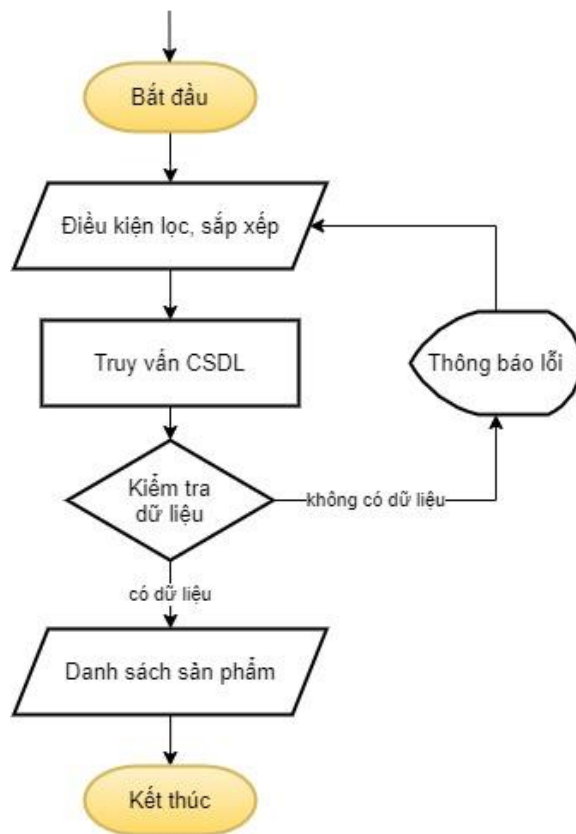 Bắt đầu
Điều kiện lọc, sắp xếp
Truy vấn CSDL
Thông báo lỗi
Kiểm tra
dữ liệu
không có dữ liệu
có dữ liệu
Danh sách sản phẩm
Kết thúc